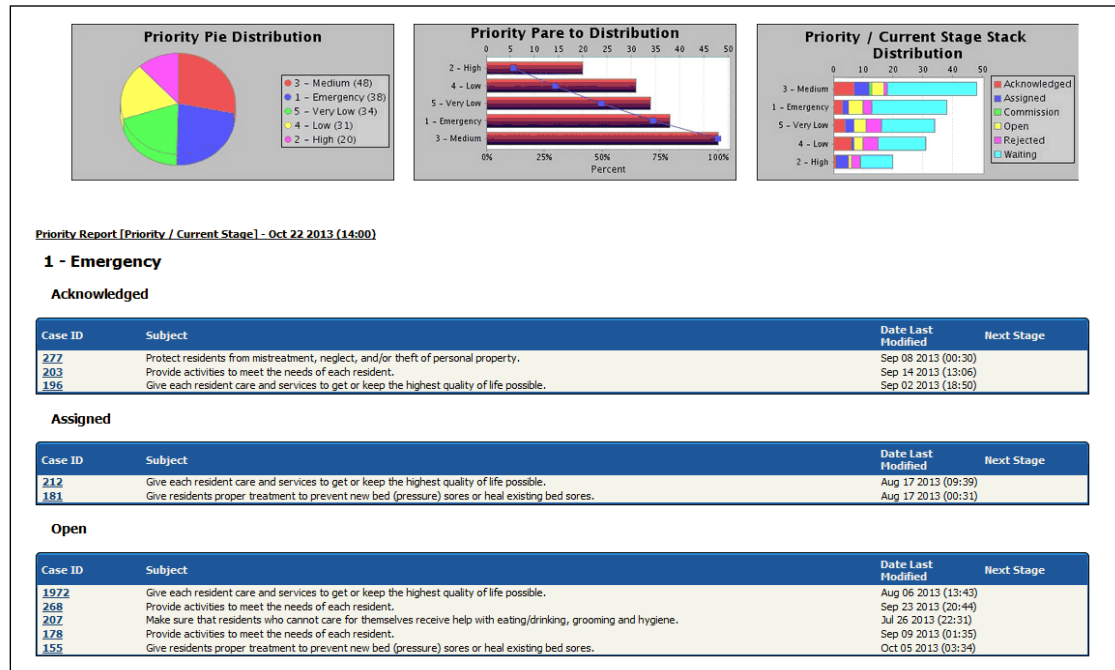 Priority Pie Distribution
3 - Medium (48)
1 - Emergency (38)
5 - Very Low (34)
4 - Low (31)
2 - High (20)
Priority Pare to Distribution
0 5 10 15 20 25 30 35 40 45 50
2 - High
4 - Low
5 - Very Low
1 - Emergency
3 - Medium
0% 25% 50% 75% 100%
Percent
Priority / Current Stage Stack
Distribution
0 10 20 30 40 50
3 - Medium
1 - Emergency
5 - Very Low
4 - Low
2 - High
Acknowledged
Assigned
Commission
Open
Rejected
Waiting
Priority Report [Priority / Current Stage] - Oct 22 2013 (14:00)
1 - Emergency
Acknowledged
Case ID Subject Date Last Modified Next Stage
277 Protect residents from mistreatment, neglect, and/or theft of personal property. Sep 08 2013 (00:30)
203 Provide activities to meet the needs of each resident. Sep 14 2013 (13:06)
196 Give each resident care and services to get or keep the highest quality of life possible. Sep 02 2013 (18:50)
Assigned
Case ID Subject Date Last Modified Next Stage
212 Give each resident care and services to get or keep the highest quality of life possible. Aug 17 2013 (09:39)
181 Give residents proper treatment to prevent new bed (pressure) sores or heal existing bed sores. Aug 17 2013 (00:31)
Open
Case ID Subject Date Last Modified Next Stage
1972 Give each resident care and services to get or keep the highest quality of life possible. Aug 06 2013 (13:43)
268 Provide activities to meet the needs of each resident. Sep 23 2013 (20:44)
207 Make sure that residents who cannot care for themselves receive help with eating/drinking, grooming and hygiene. Jul 26 2013 (22:31)
178 Provide activities to meet the needs of each resident. Sep 09 2013 (01:35)
155 Give residents proper treatment to prevent new bed (pressure) sores or heal existing bed sores. Oct 05 2013 (03:34)